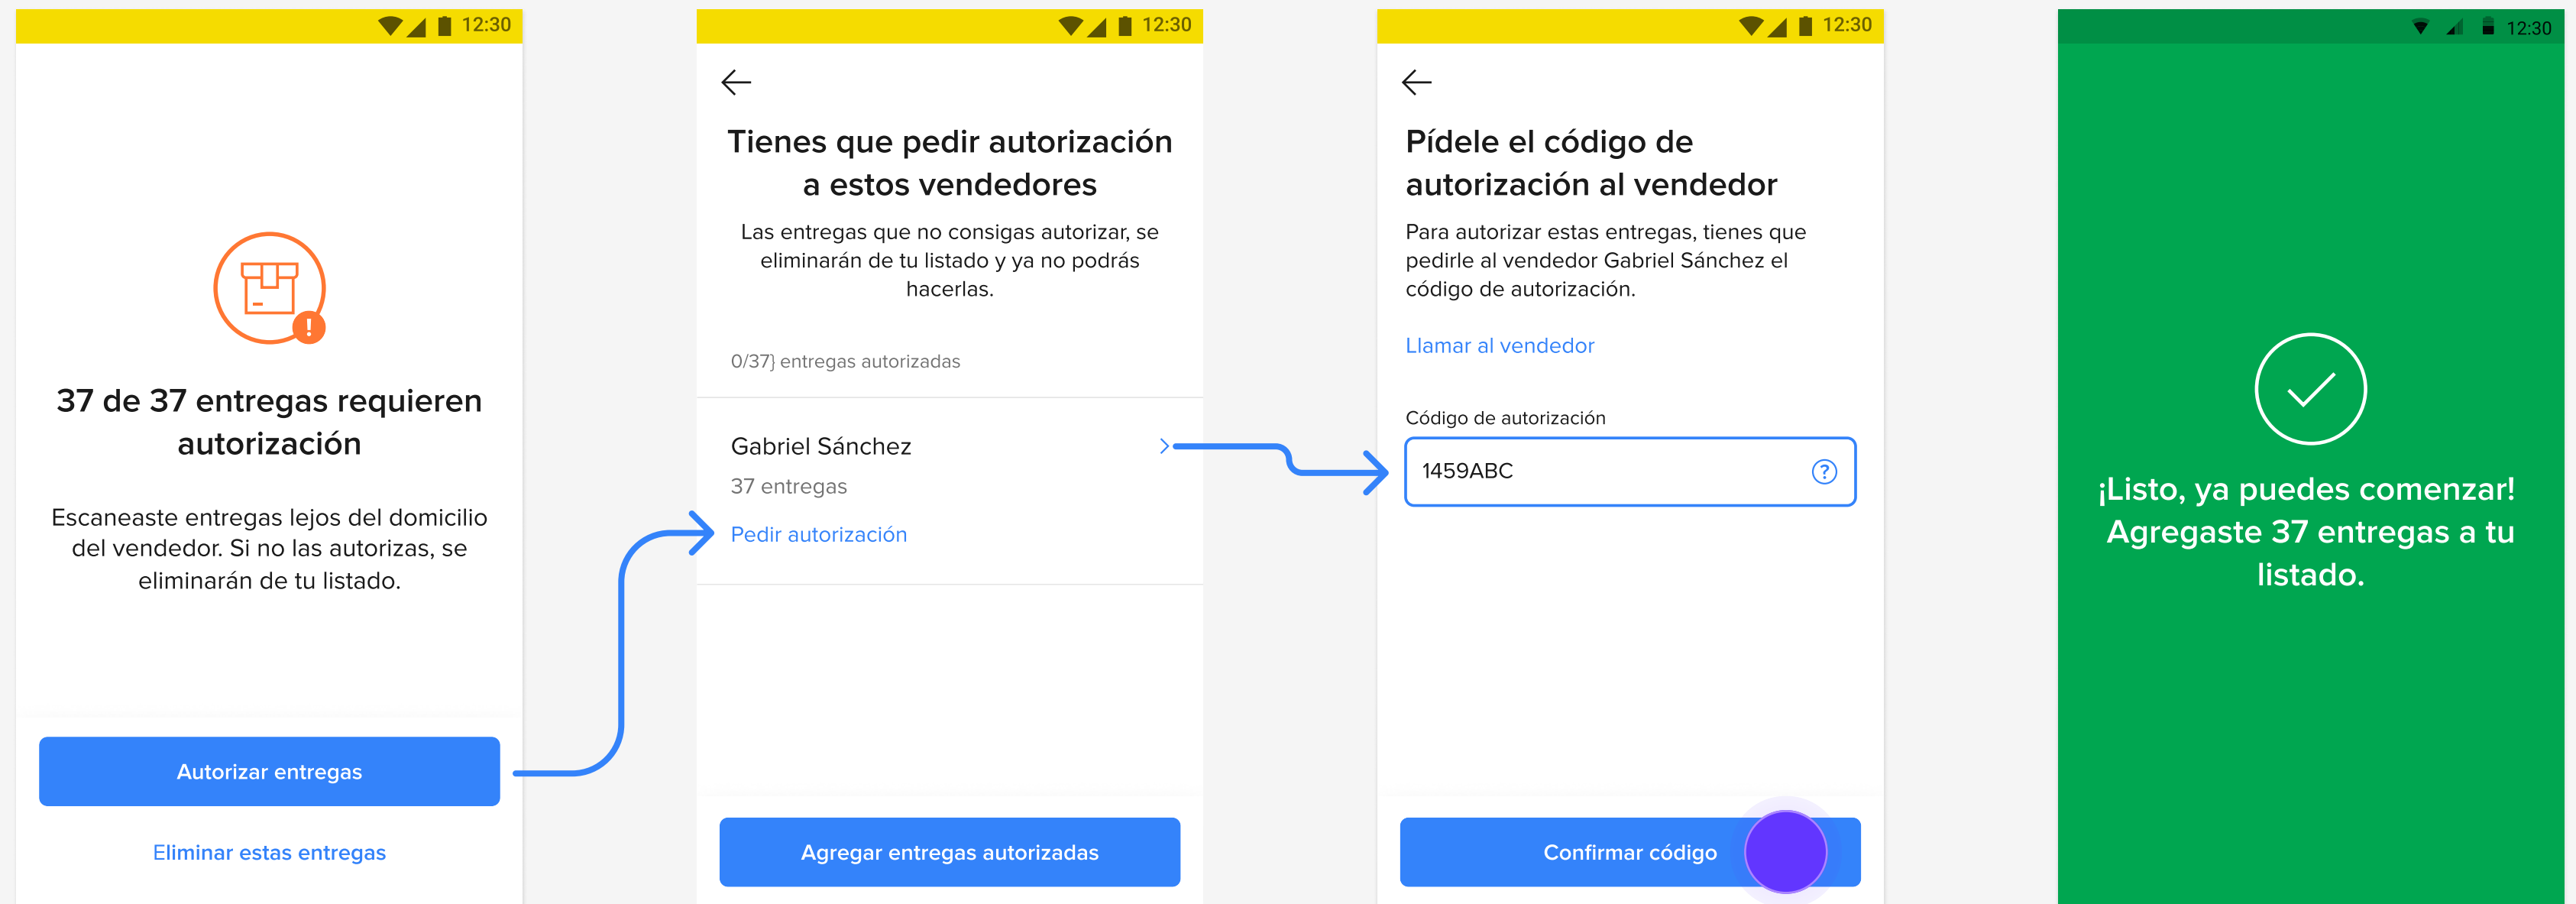 12:30
37 de 37 entregas requieren
autorización
Escaneaste entregas lejos del domicilio
del vendedor. Si no las autorizas, se
eliminarán de tu listado.
Autorizar entregas
Eliminar estas entregas
12:30
Tienes que pedir autorización
a estos vendedores
Las entregas que no consigas autorizar, se
eliminarán de tu listado y ya no podrás
hacerlas.
0/37} entregas autorizadas
Gabriel Sánchez
37 entregas
Pedir autorización
Agregar entregas autorizadas
12:30
Pídele el código de
autorización al vendedor
Para autorizar estas entregas, tienes que
pedirle al vendedor Gabriel Sánchez el
código de autorización.
Llamar al vendedor
Código de autorización
1459ABC
Confirmar código
12:30
¡Listo, ya puedes comenzar!
Agregaste 37 entregas a tu
listado.